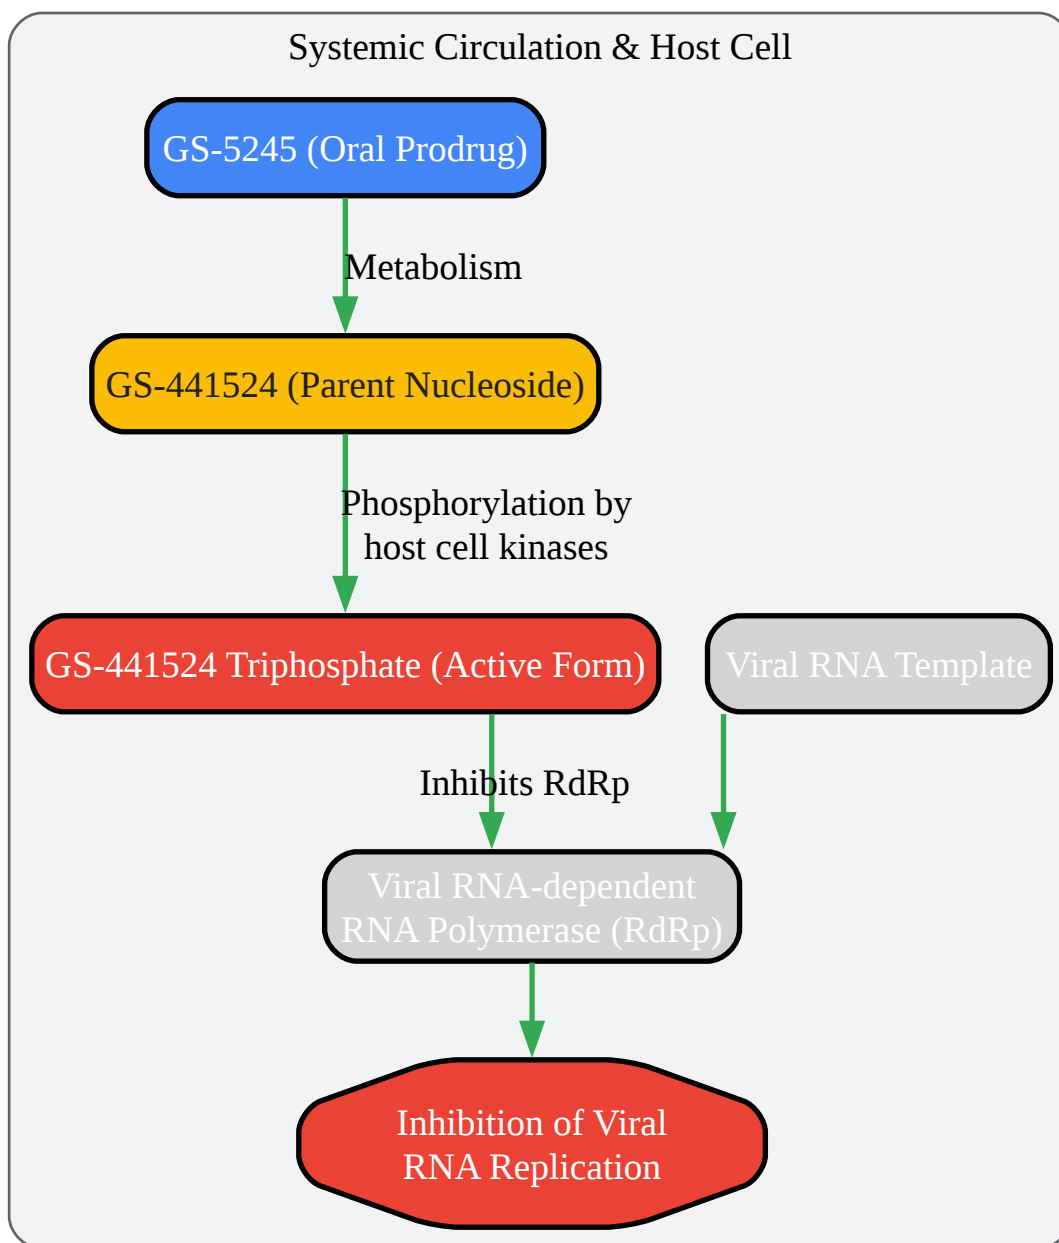 Systemic Circulation & Host Cell
GS-5245 (Oral Prodrug)
Metabolism
GS-441524 (Parent Nucleoside)
Phosphorylation by
host cell kinases
GS-441524 Triphosphate (Active Form)
Viral RNA Template
Inhibits RdRp
Viral RNA-dependent
RNA Polymerase (RdRp)
Inhibition of Viral
RNA Replication